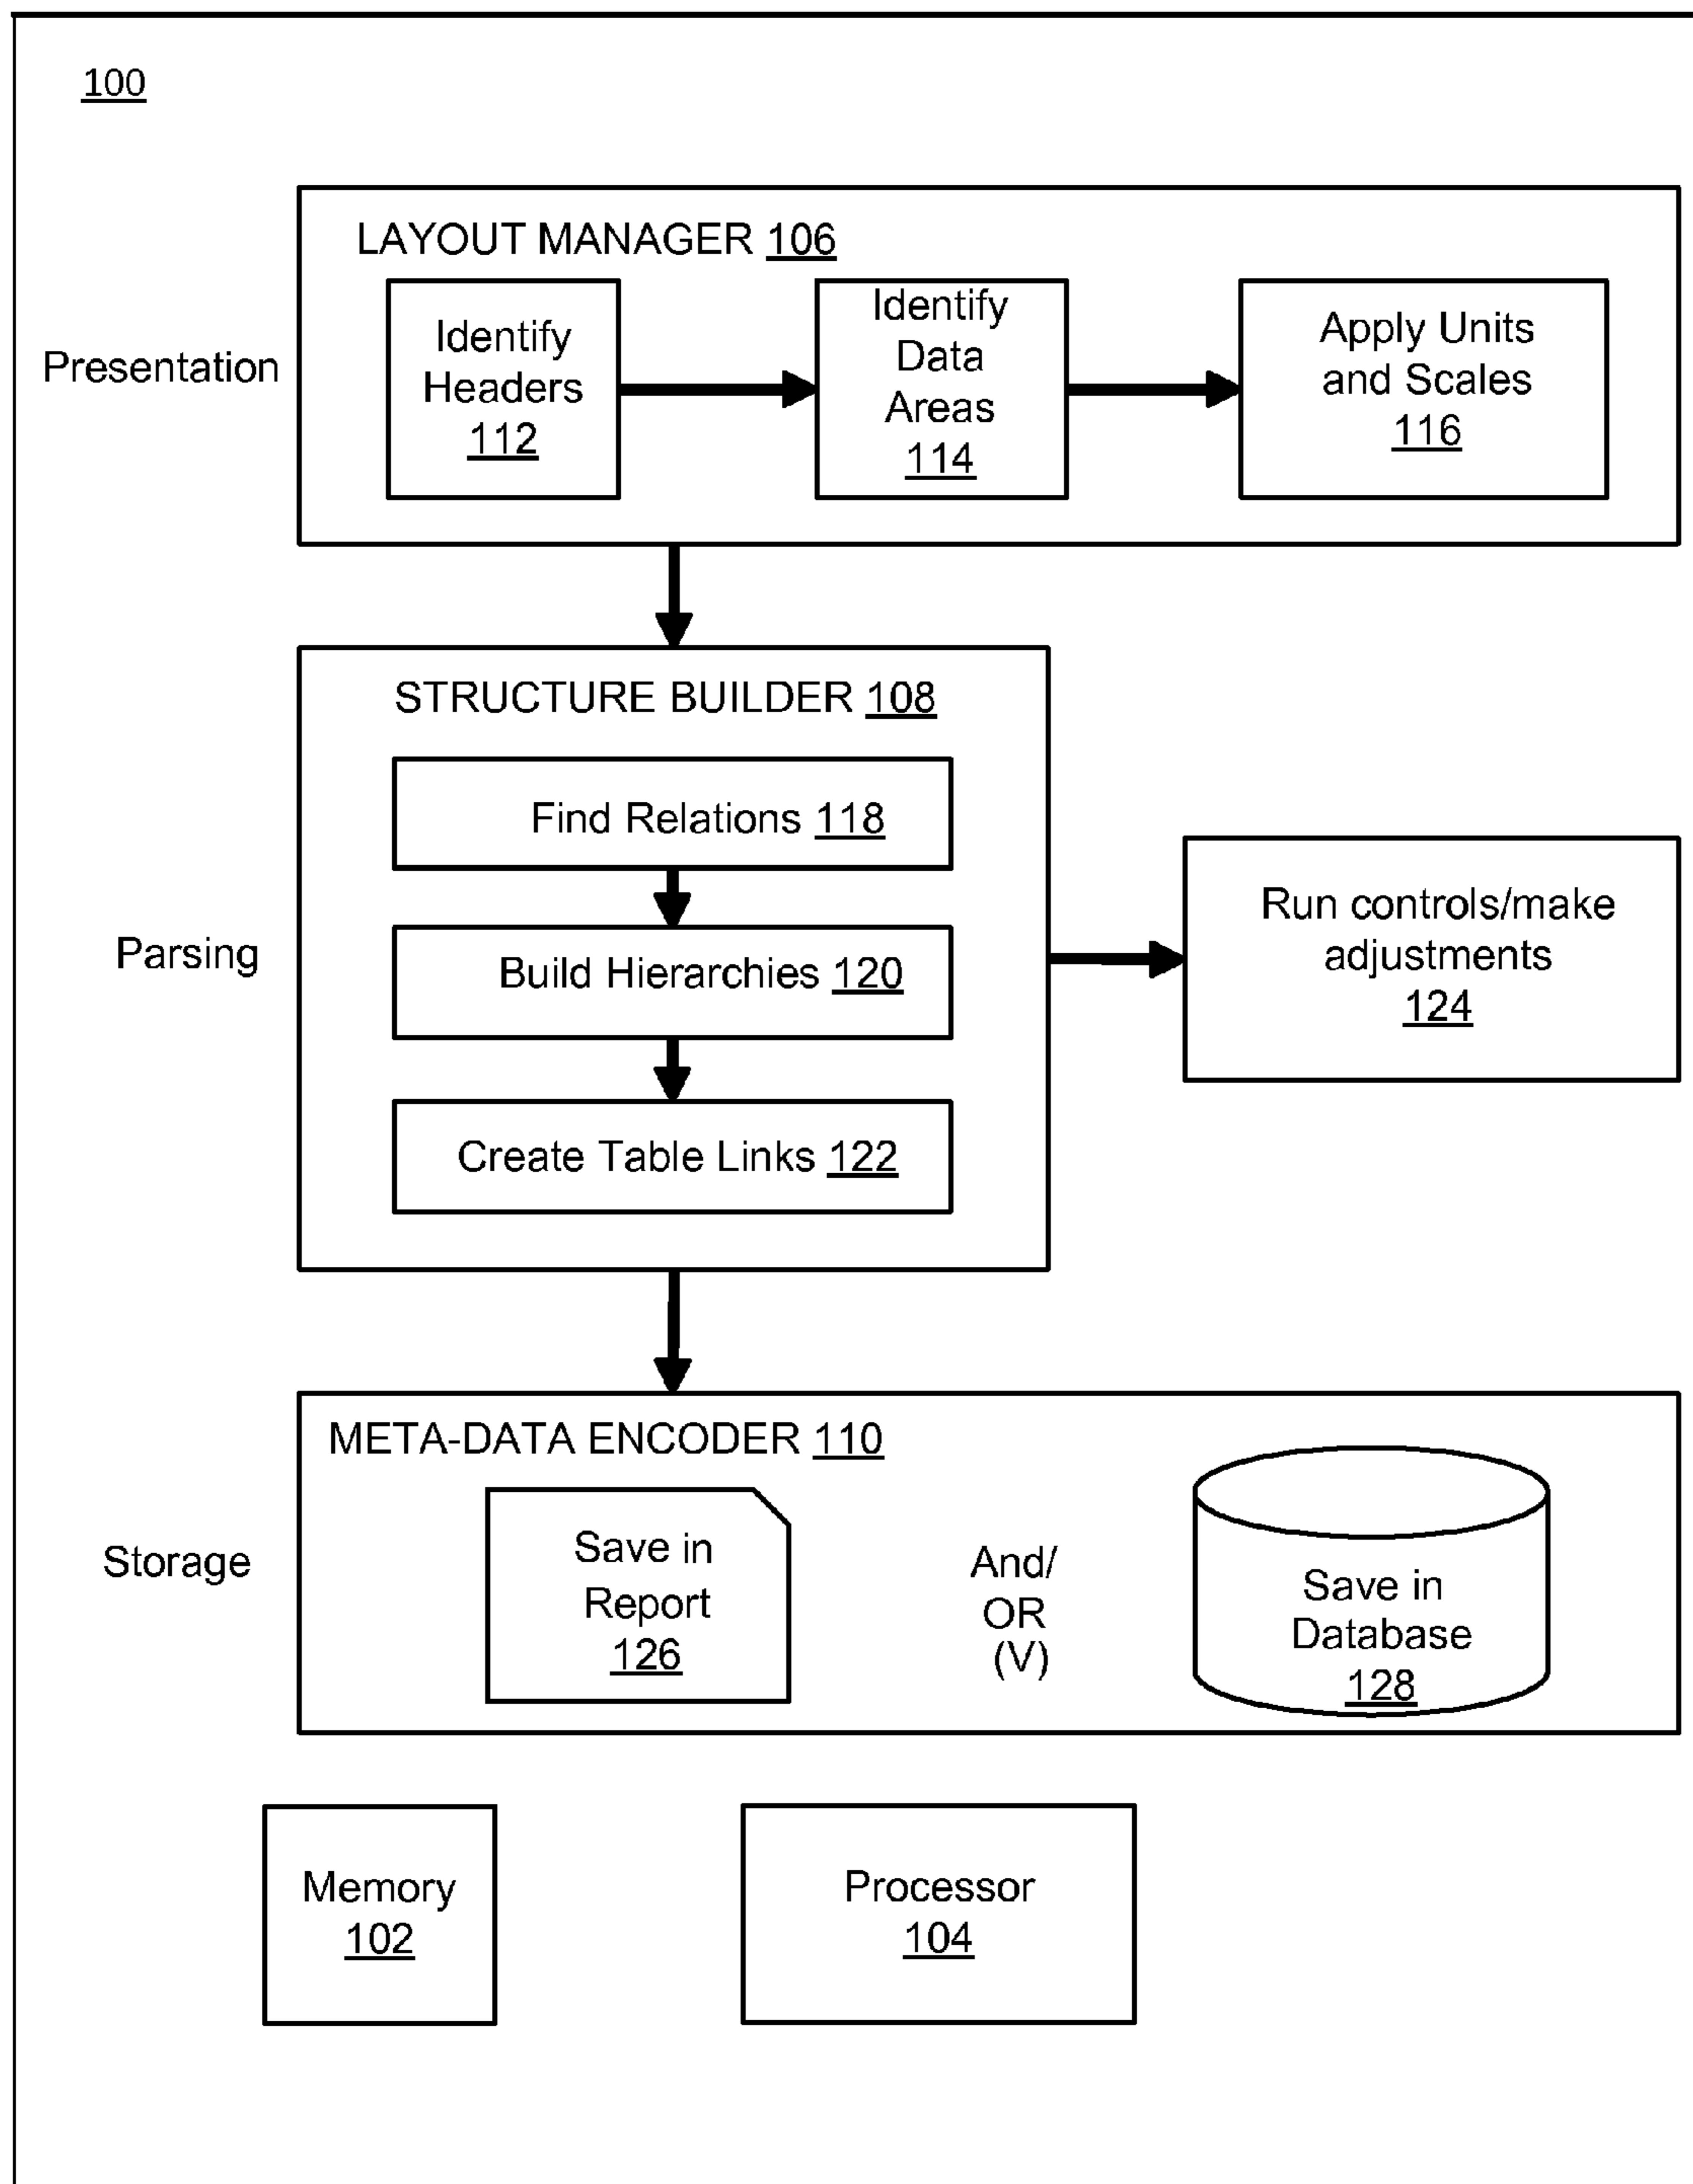 100
Presentation
LAYOUT MANAGER 106
Identify
Headers
112
Identify
Data
Areas
114
Apply Units
and Scales
116
Parsing
STRUCTURE BUILDER 108
Find Relations 118
Build Hierarchies 120
Create Table Links 122
Run controls/make
adjustments
124
Storage
META-DATA ENCODER 110
Save in
Report
126
And/
OR
(V)
Save in
Database
128
Memory
102
Processor
104